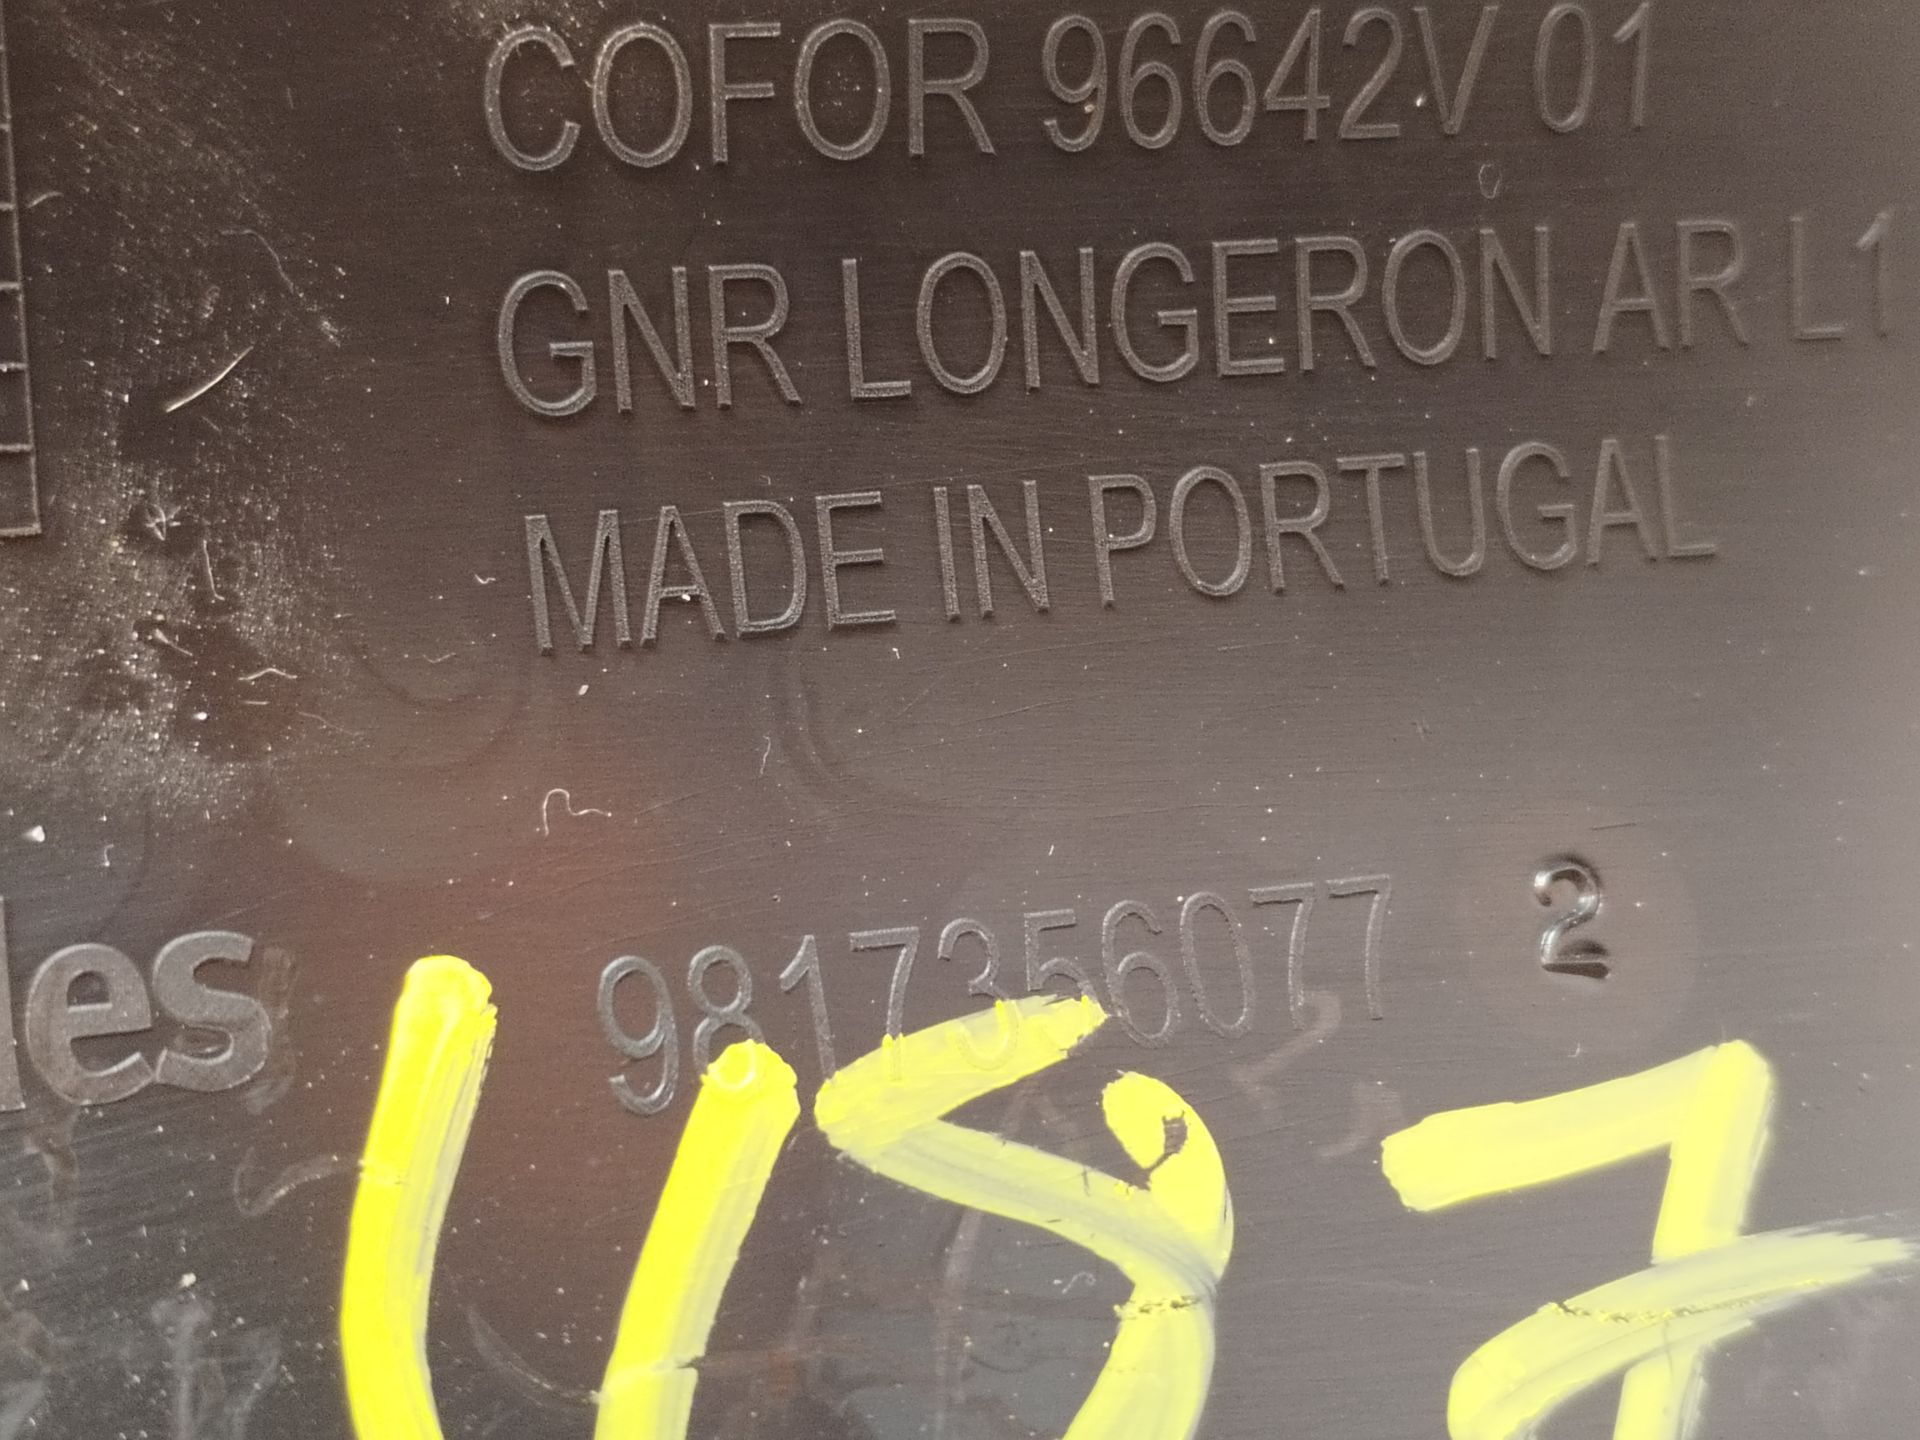 COFOR 96642V 01
GNR LONGERON AR L1
MADE IN PORTUGAL
les
9817356077 2